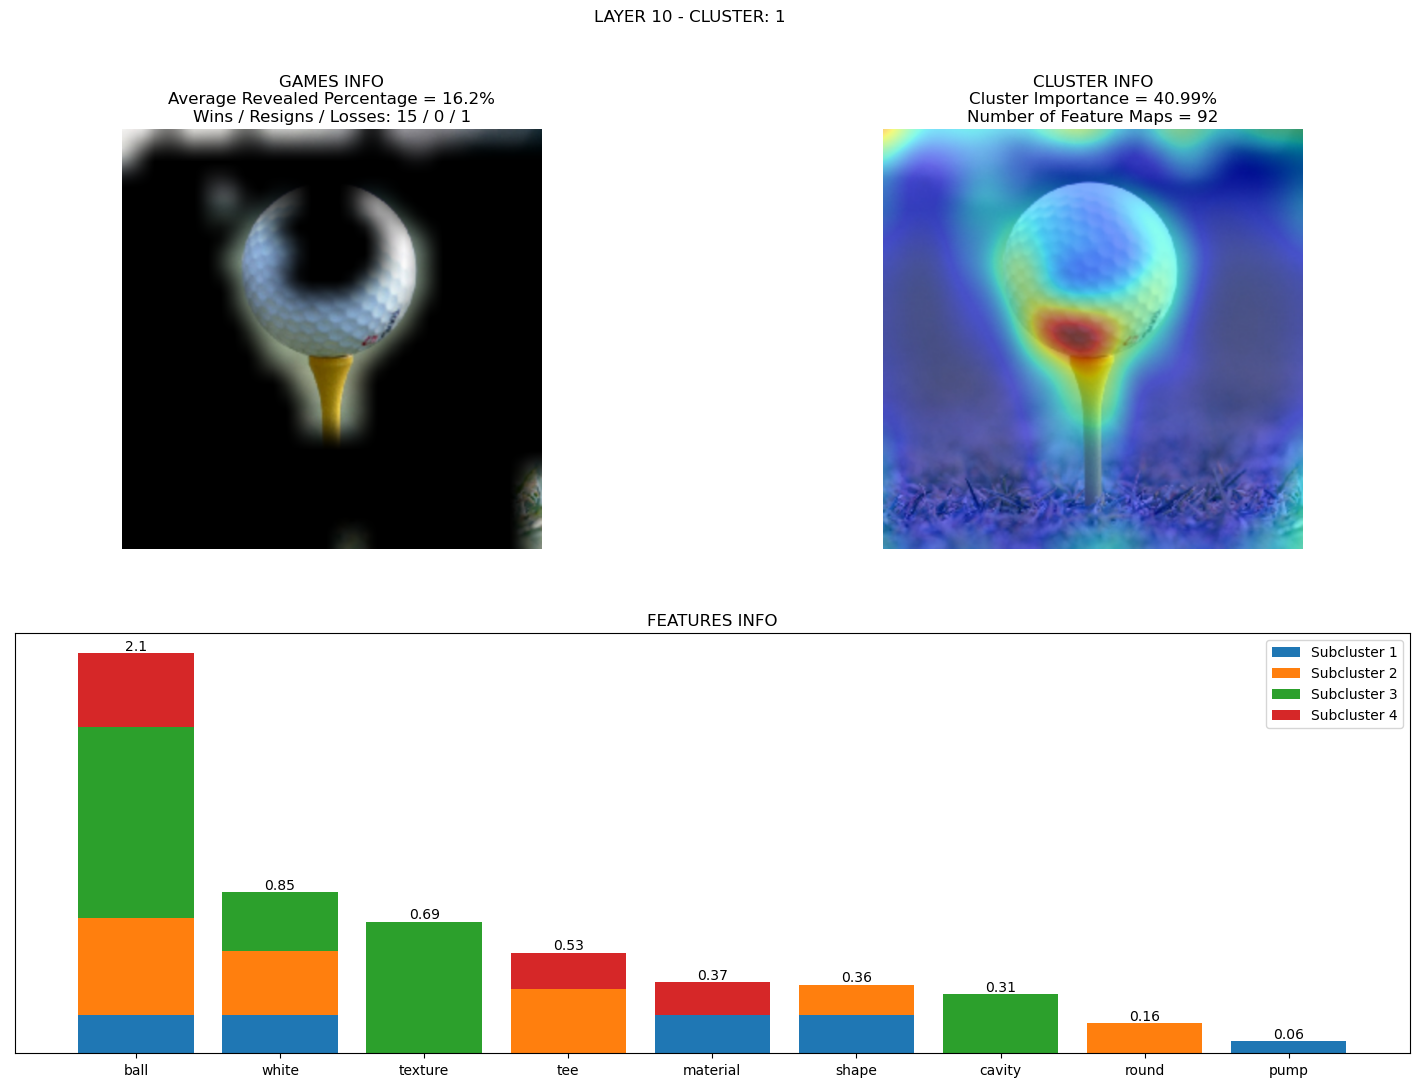 LAYER 10 - CLUSTER: 1
GAMES INFO
Average Revealed Percentage = 16.2%
Wins / Resigns / Losses: 15 / 0 / 1
CLUSTER INFO
Cluster Importance = 40.99%
Number of Feature Maps = 92
FEATURES INFO
Subcluster 1
Subcluster 2
Subcluster 3
Subcluster 4
2.1
0.85
0.69
0.53
0.37
0.36
0.31
0.16
0.06
ball
white
texture
tee
material
shape
cavity
round
pump